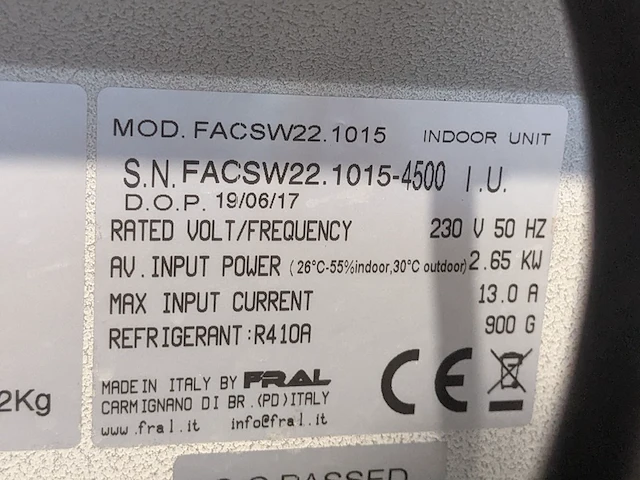 MOD. FACSW22.1015 INDOOR UNIT
S.N. FACSW22.1015-4500 I.U.
D.O.P. 19/06/17
RATED VOLT/FREQUENCY 230 V 50 HZ
AV. INPUT POWER (26°C-55%indoor,30°C outdoor) 2.65 KW
MAX INPUT CURRENT 13.0 A
REFRIGERANT:R410A 900 G
MADE IN ITALY BY FRAL
CARMIGNANO DI BR.(PD)ITALY
www.fral.it info@fral.it
CE
2Kg
PASSED